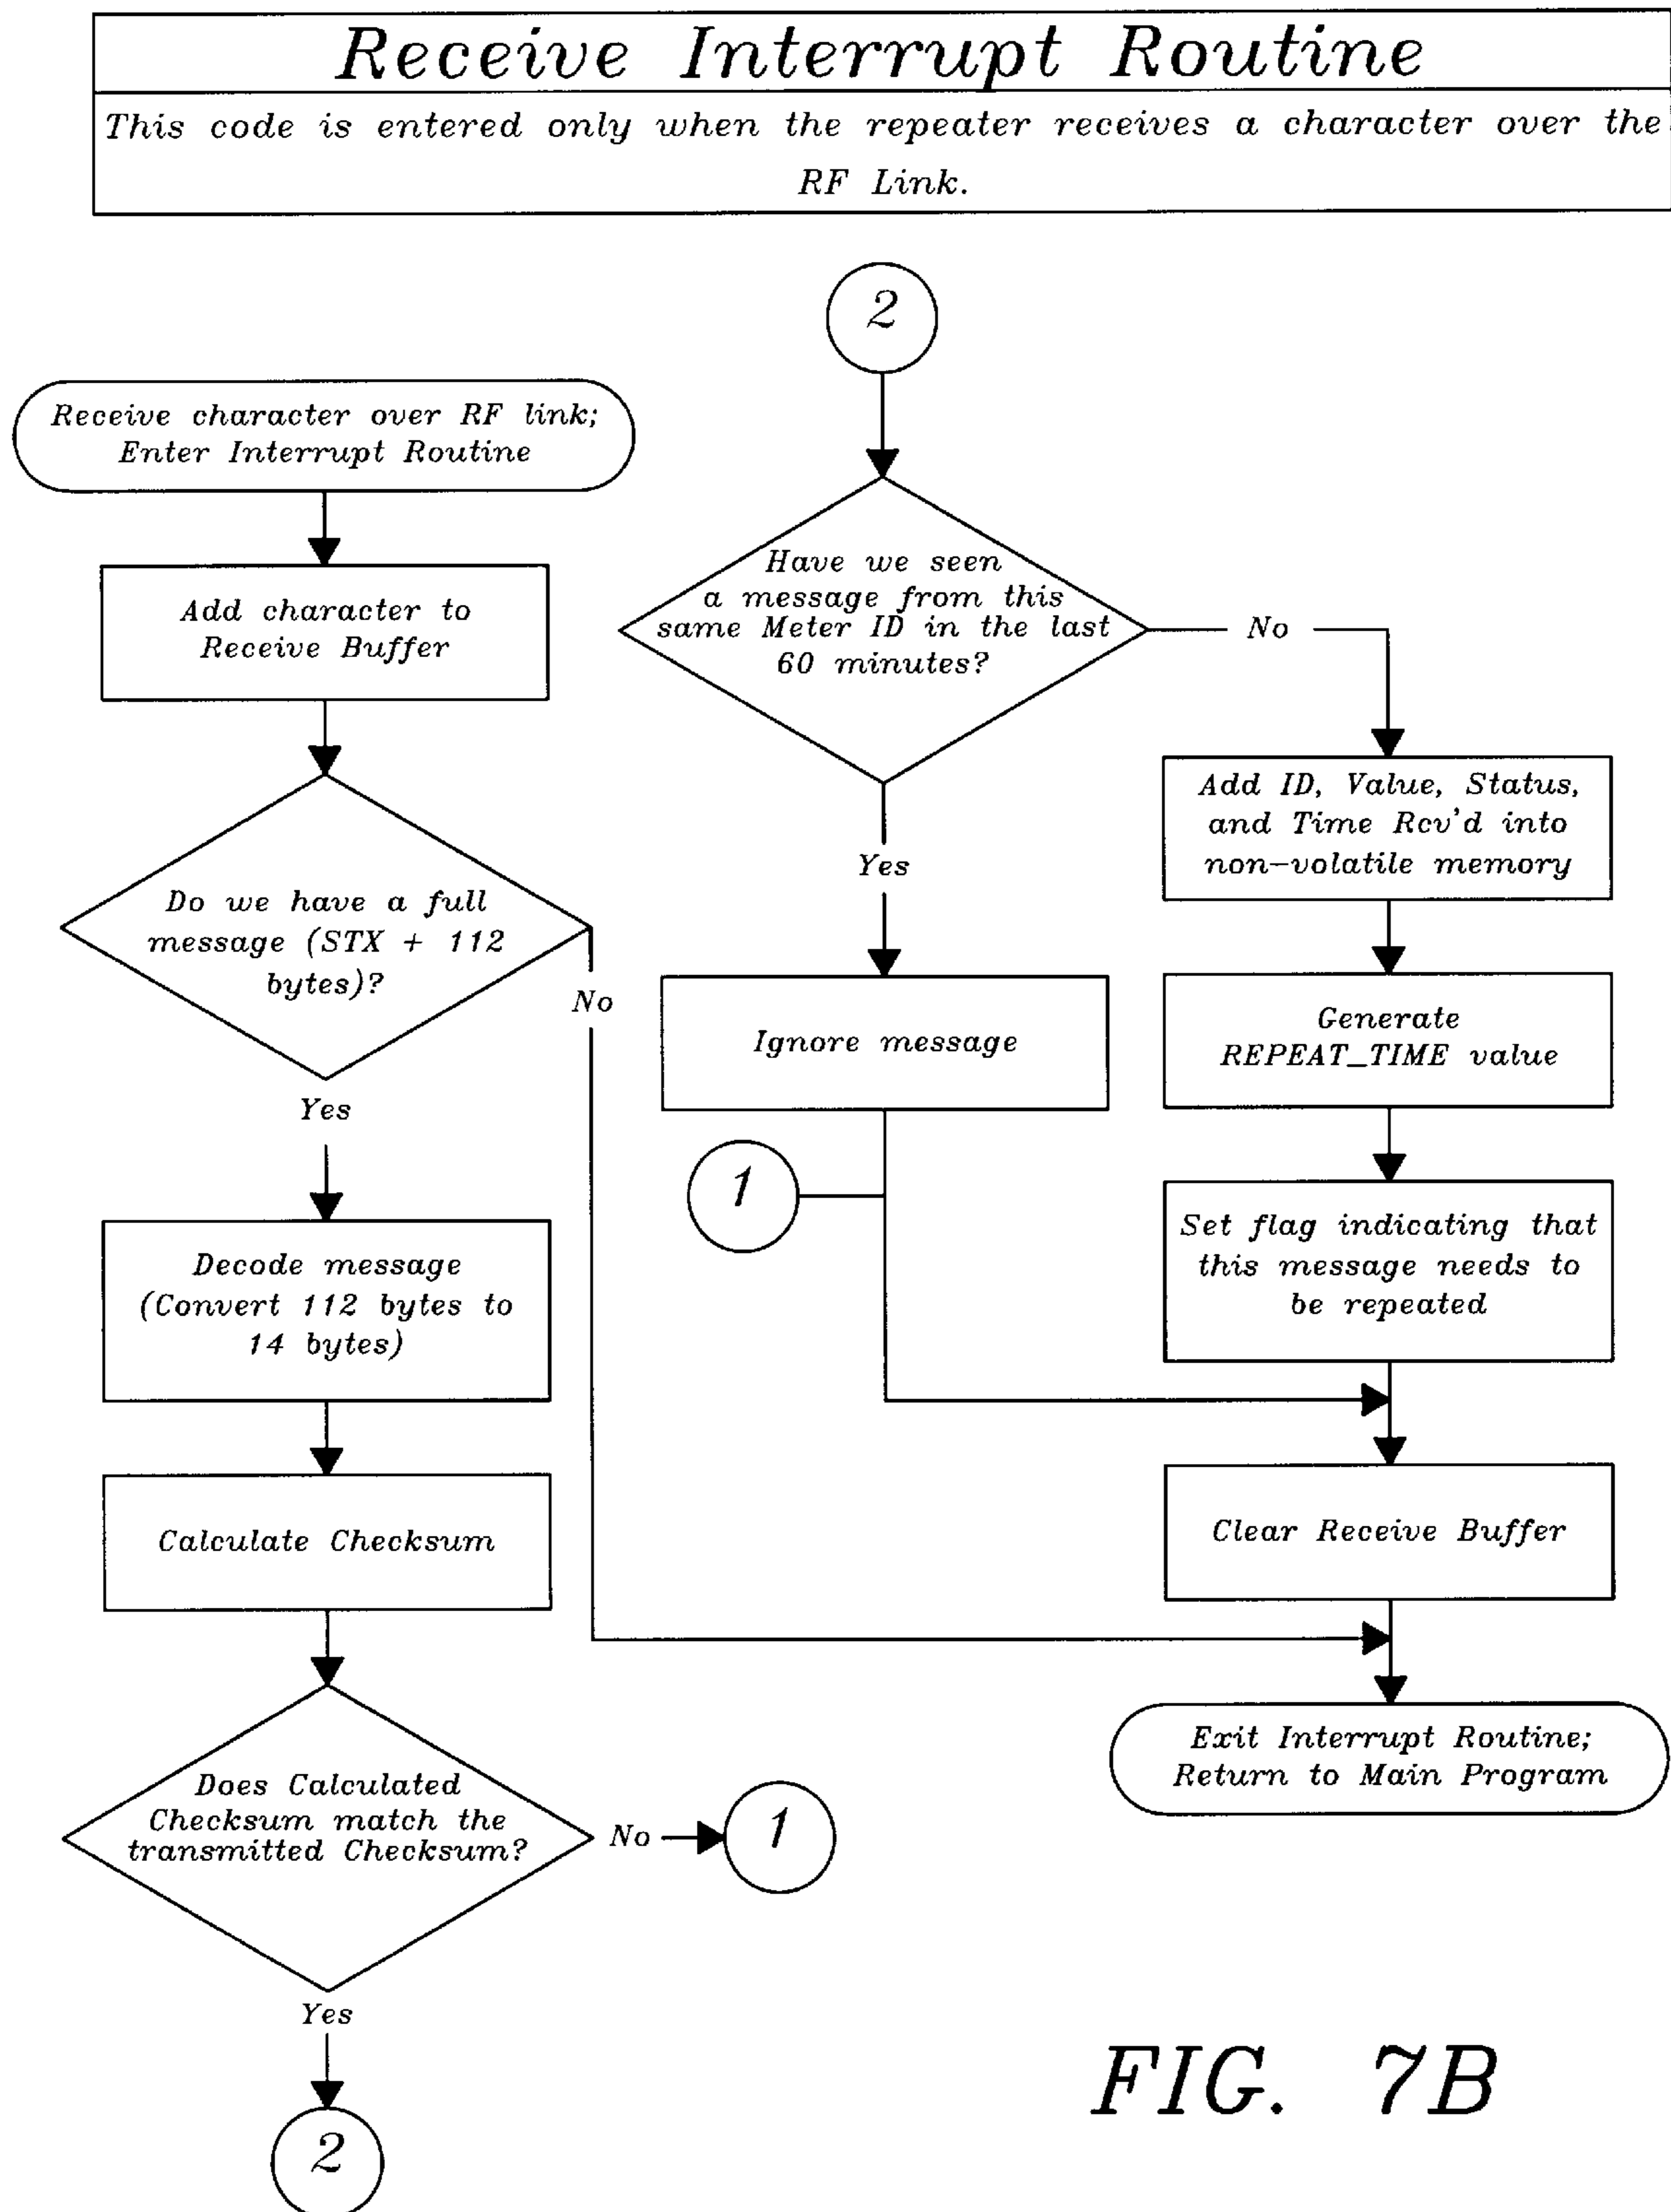 Receive Interrupt Routine
This code is entered only when the repeater receives a character over the
RF Link.
Receive character over RF link;
Enter Interrupt Routine
Add character to
Receive Buffer
Do we have a full
message (STX + 112
bytes)?
No
Yes
Decode message
(Convert 112 bytes to
14 bytes)
Calculate Checksum
Does Calculated
Checksum match the
transmitted Checksum?
No
1
Yes
2
2
Have we seen
a message from this
same Meter ID in the last
60 minutes?
No
Yes
Ignore message
1
Add ID, Value, Status,
and Time Rcv'd into
non-volatile memory
Generate
REPEAT_TIME value
Set flag indicating that
this message needs to
be repeated
Clear Receive Buffer
Exit Interrupt Routine;
Return to Main Program
FIG. 7B